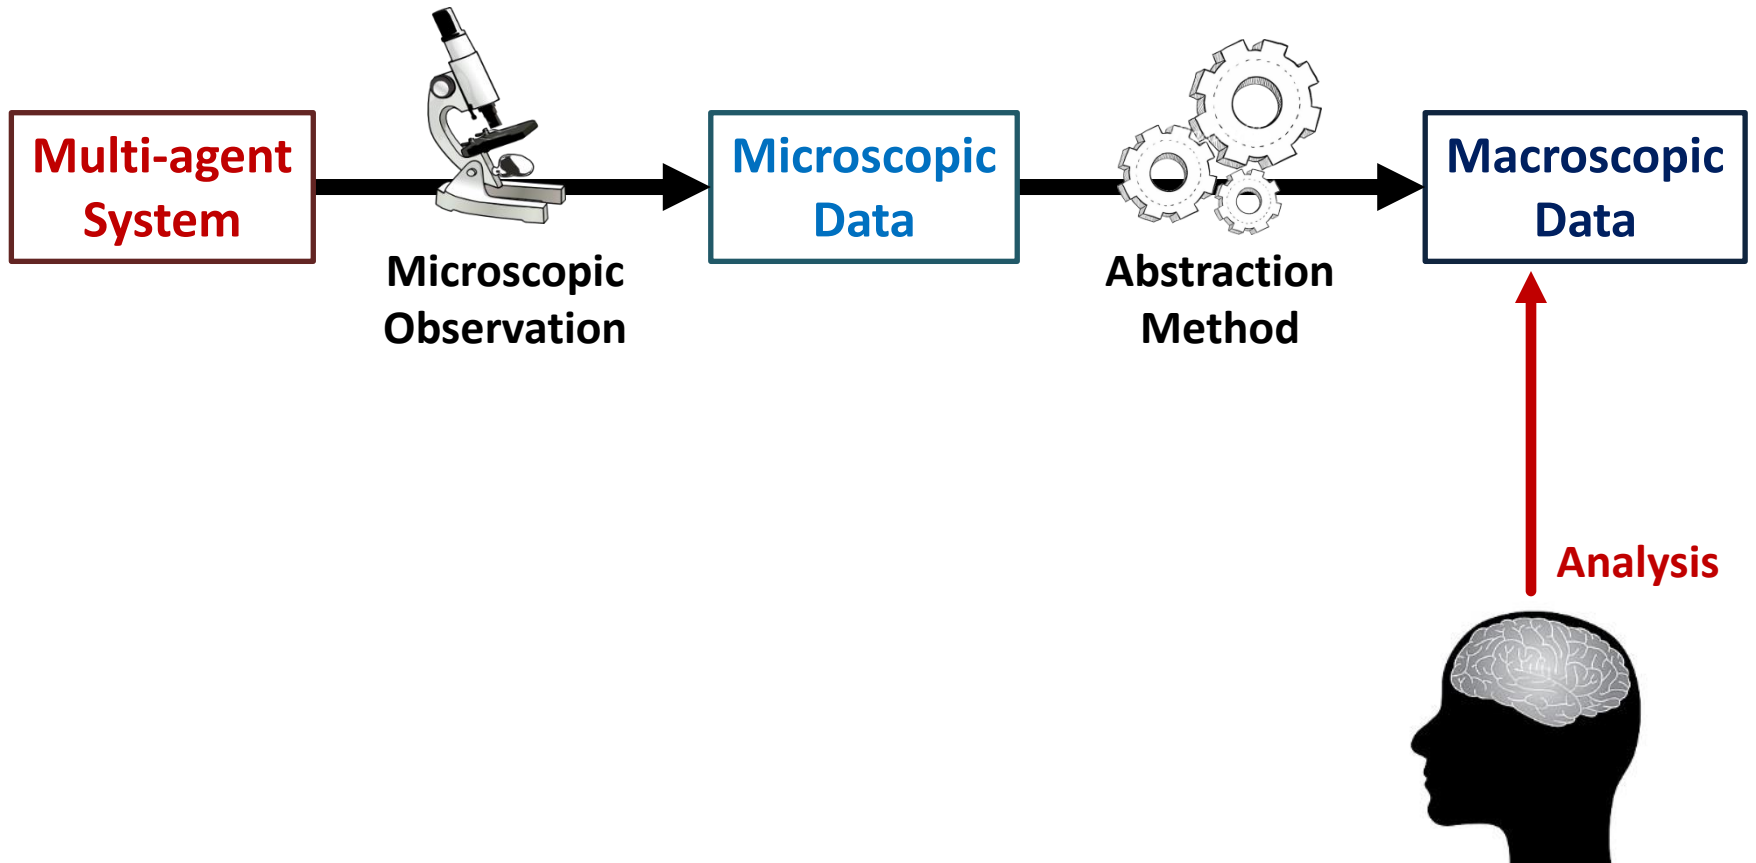 Multi-agent
System
Microscopic
Observation
Microscopic
Data
Abstraction
Method
Macroscopic
Data
Analysis